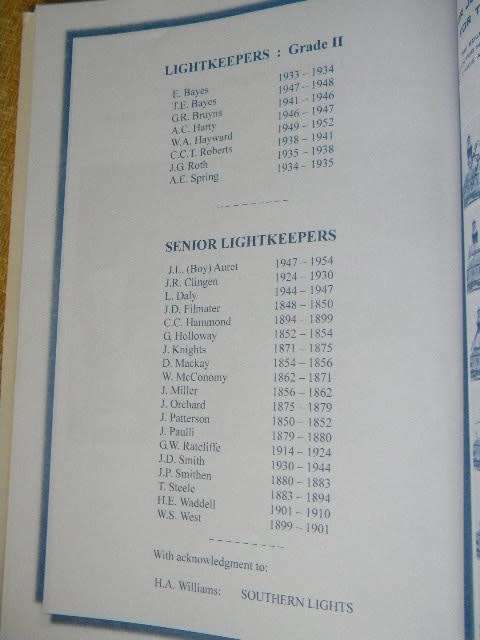 LIGHTKEEPERS : Grade II
E. Bayes 1933 – 1934
T.E. Bayes 1947 – 1948
G.R. Bruyns 1941 – 1946
A.C. Harty 1946 – 1947
W.A. Hayward 1949 – 1952
C.C.T. Roberts 1938 – 1941
J.G. Roth 1935 – 1938
A.E. Spring 1934 – 1935
SENIOR LIGHTKEEPERS
J.L. (Boy) Auret 1947 – 1954
J.R. Clingen 1924 – 1930
L. Daly 1944 – 1947
J.D. Filmater 1848 – 1850
C.C. Hammond 1894 – 1899
G. Holloway 1852 – 1854
J. Knights 1871 – 1875
D. Mackay 1854 – 1856
W. McConomy 1862 – 1871
J. Miller 1856 – 1862
J. Orchard 1875 – 1879
J. Patterson 1850 – 1852
J. Paulli 1879 – 1880
G.W. Ratcliffe 1914 – 1924
J.D. Smith 1930 – 1944
J.P. Smithen 1880 – 1883
T. Steele 1883 – 1894
H.E. Waddell 1901 – 1910
W.S. West 1899 – 1901
With acknowledgment to:
H.A. Williams: SOUTHERN LIGHTS